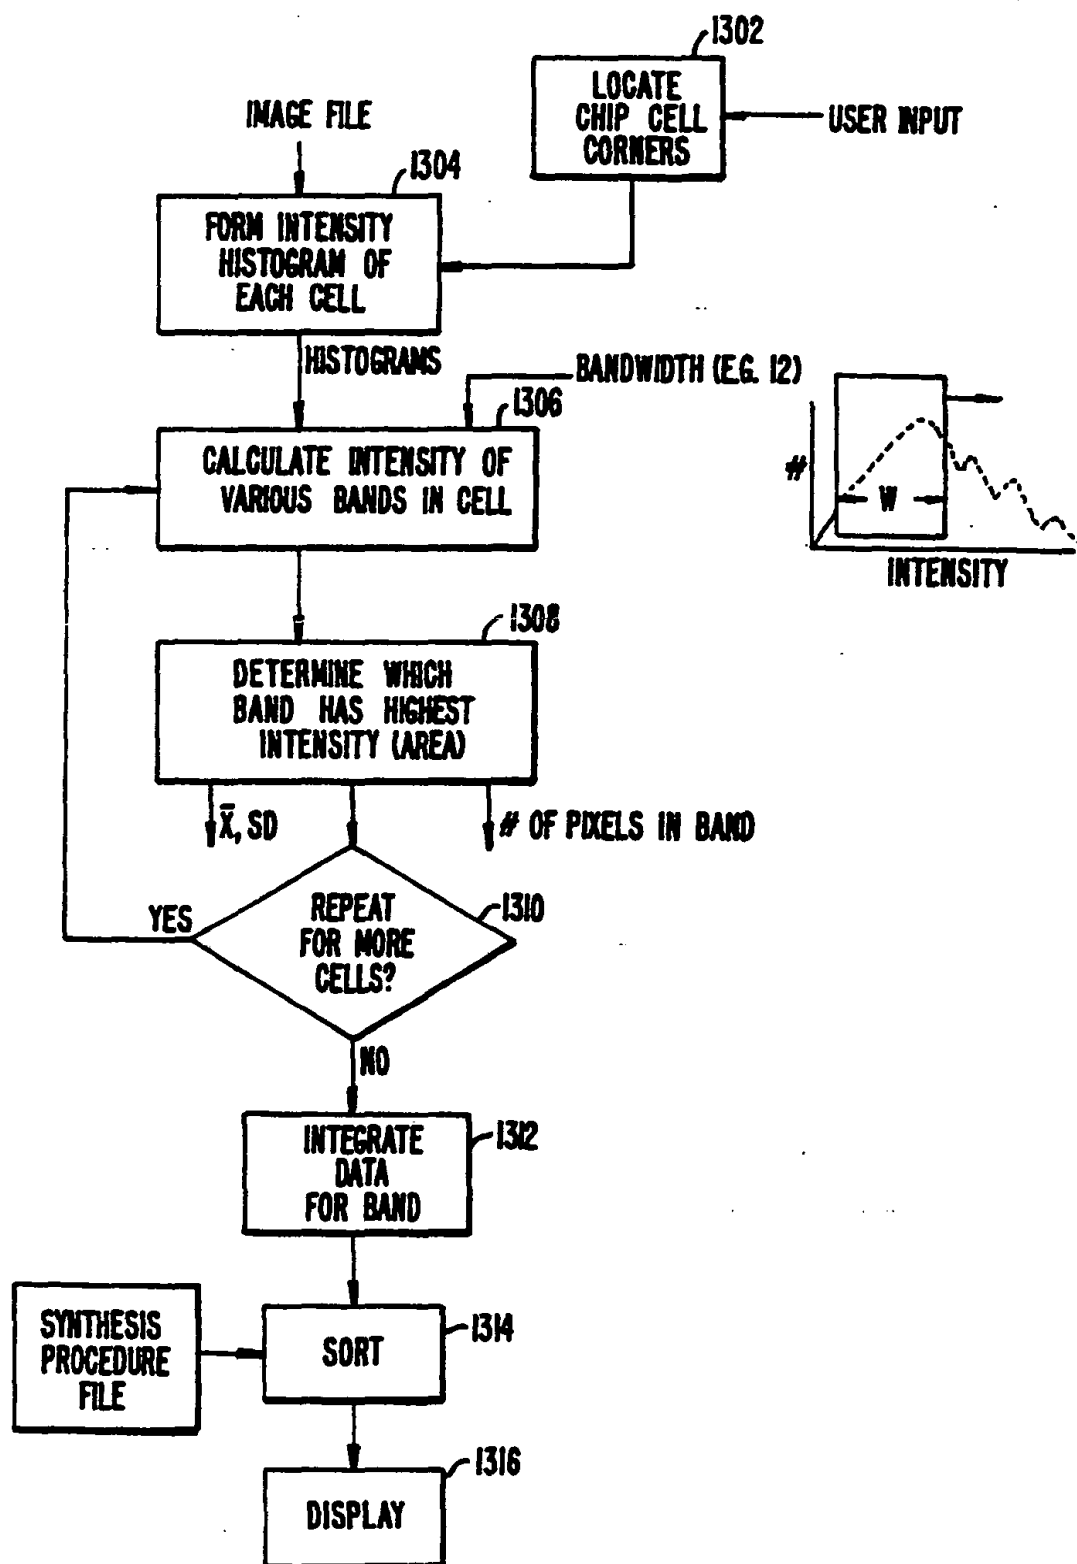 1302
LOCATE
CHIP CELL
CORNERS
USER INPUT
IMAGE FILE
1304
FORM INTENSITY
HISTOGRAM OF
EACH CELL
HISTOGRAMS
BANDWIDTH (E.G. 12)
1306
CALCULATE INTENSITY OF
VARIOUS BANDS IN CELL
#
W
INTENSITY
1308
DETERMINE WHICH
BAND HAS HIGHEST
INTENSITY (AREA)
X̄, SD
# OF PIXELS IN BAND
YES
REPEAT
FOR MORE
CELLS?
1310
NO
INTEGRATE
DATA
FOR BAND
1312
SYNTHESIS
PROCEDURE
FILE
SORT
1314
DISPLAY
1316